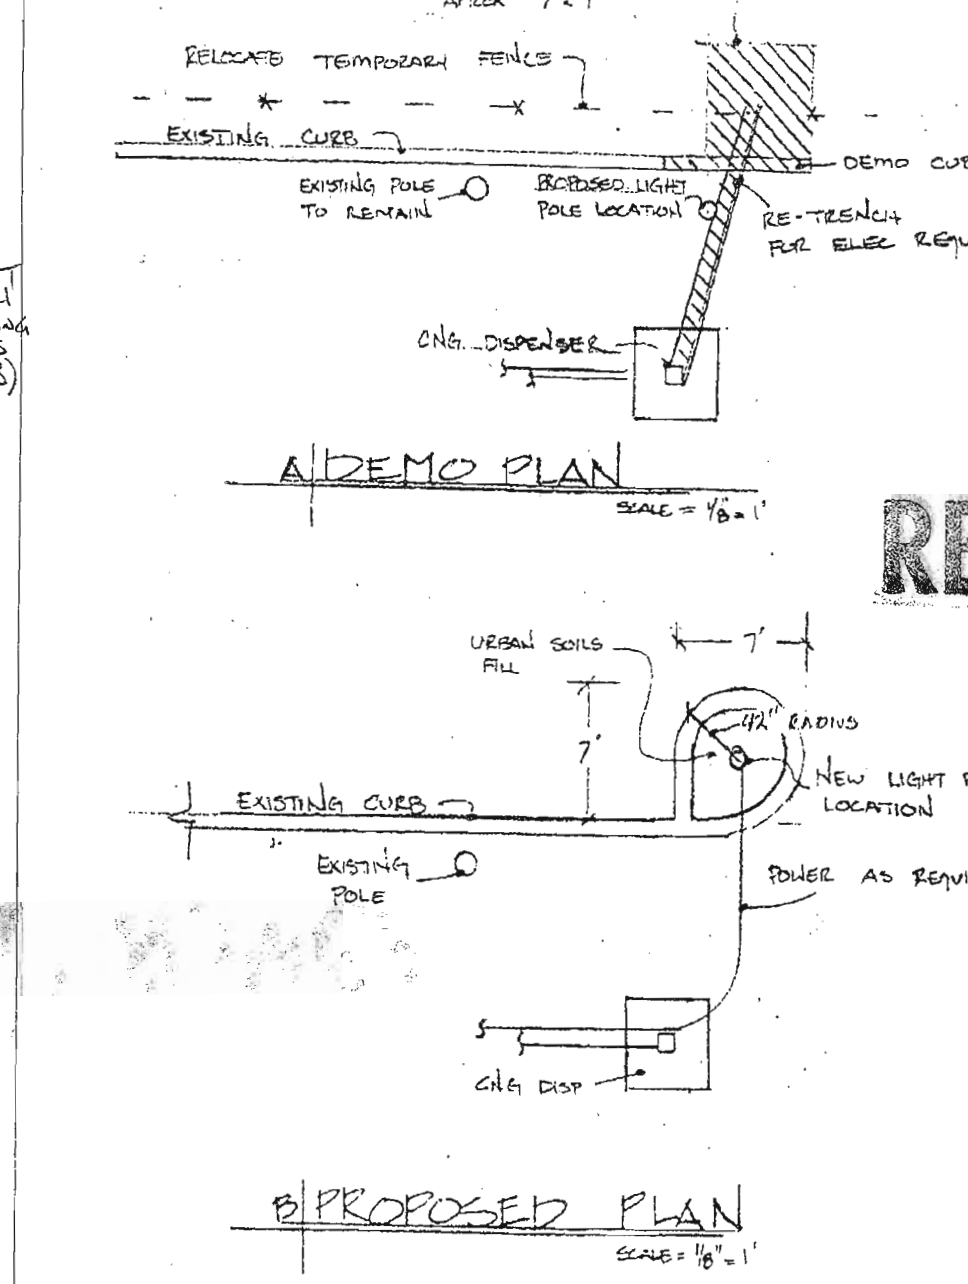 RELOCATE TEMPORARY FENCE
EXISTING CURB
DEMO CUR
EXISTING POLE
TO REMAIN
PROPOSED LIGHT
POLE LOCATION
RE-TRENCH
FOR ELEC REQU
CNG DISPENSER
A DEMO PLAN
SCALE = 1/8" = 1'
RE
7'
URBAN SOILS
FILL
42" RADIUS
7'
NEW LIGHT P
LOCATION
EXISTING CURB
EXISTING
POLE
POWER AS REQUI
CNG DISP
B PROPOSED PLAN
SCALE = 1/8" = 1'